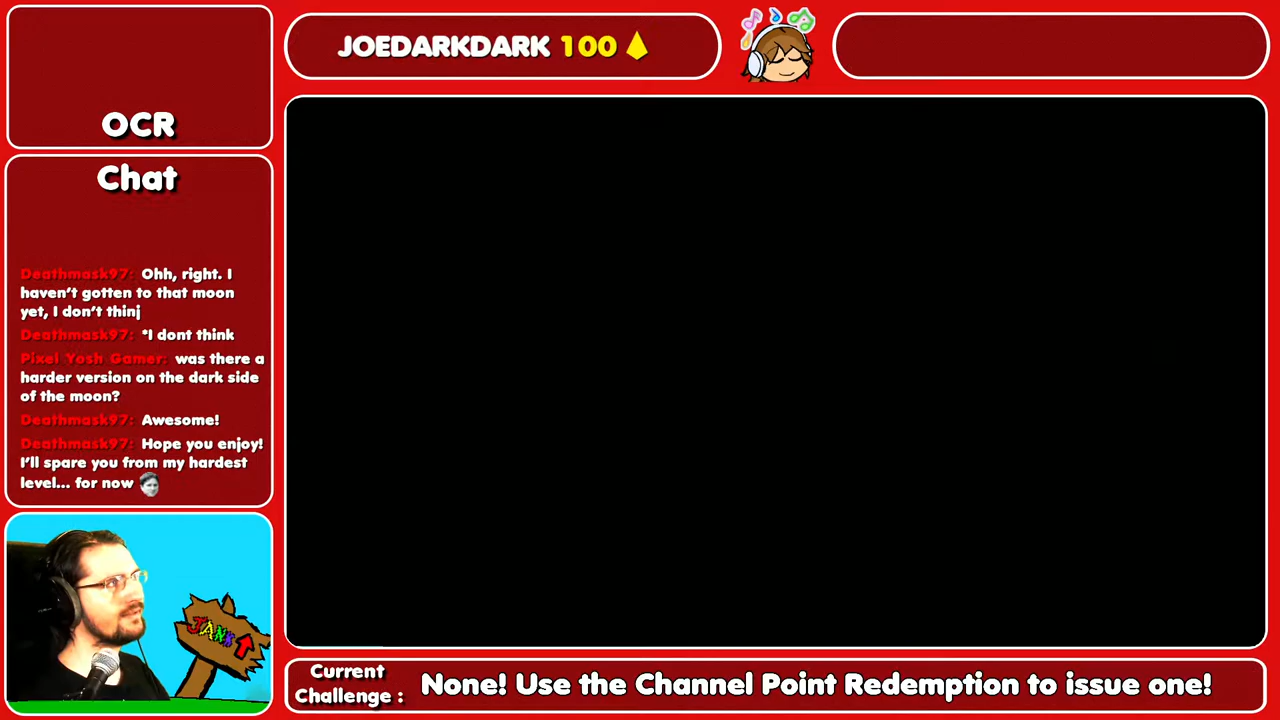 OCR
JOEDARKDARK 100
Chat
Deathmask97: Ohh, right. I
haven't gotten to that moon
yet, I don't thinj
Deathmask97: *I dont think
Pixel Yosh Gamer: was there a
harder version on the dark side
of the moon?
Deathmask97: Awesome!
Deathmask97: Hope you enjoy!
I'll spare you from my hardest
level... for now
JANK
Current
Challenge :
None! Use the Channel Point Redemption to issue one!